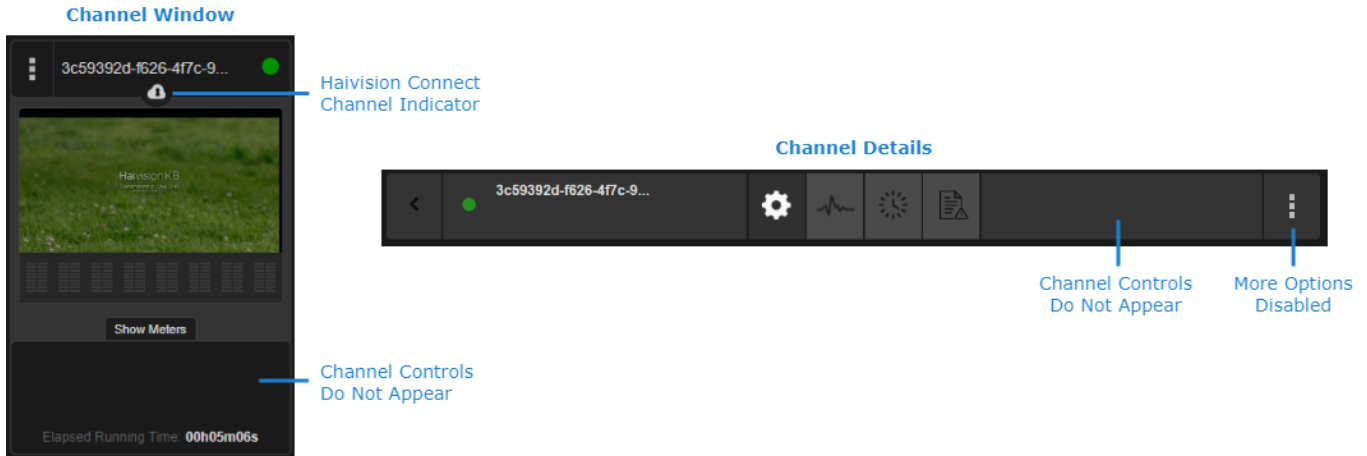 Channel Window
3c59392d-f626-4f7c-9...
Haivision Connect
Channel Indicator
HaivisionKB
Show Meters
Channel Controls
Do Not Appear
Elapsed Running Time: 00h05m06s
Channel Details
3c59392d-f626-4f7c-9...
Channel Controls
Do Not Appear
More Options
Disabled